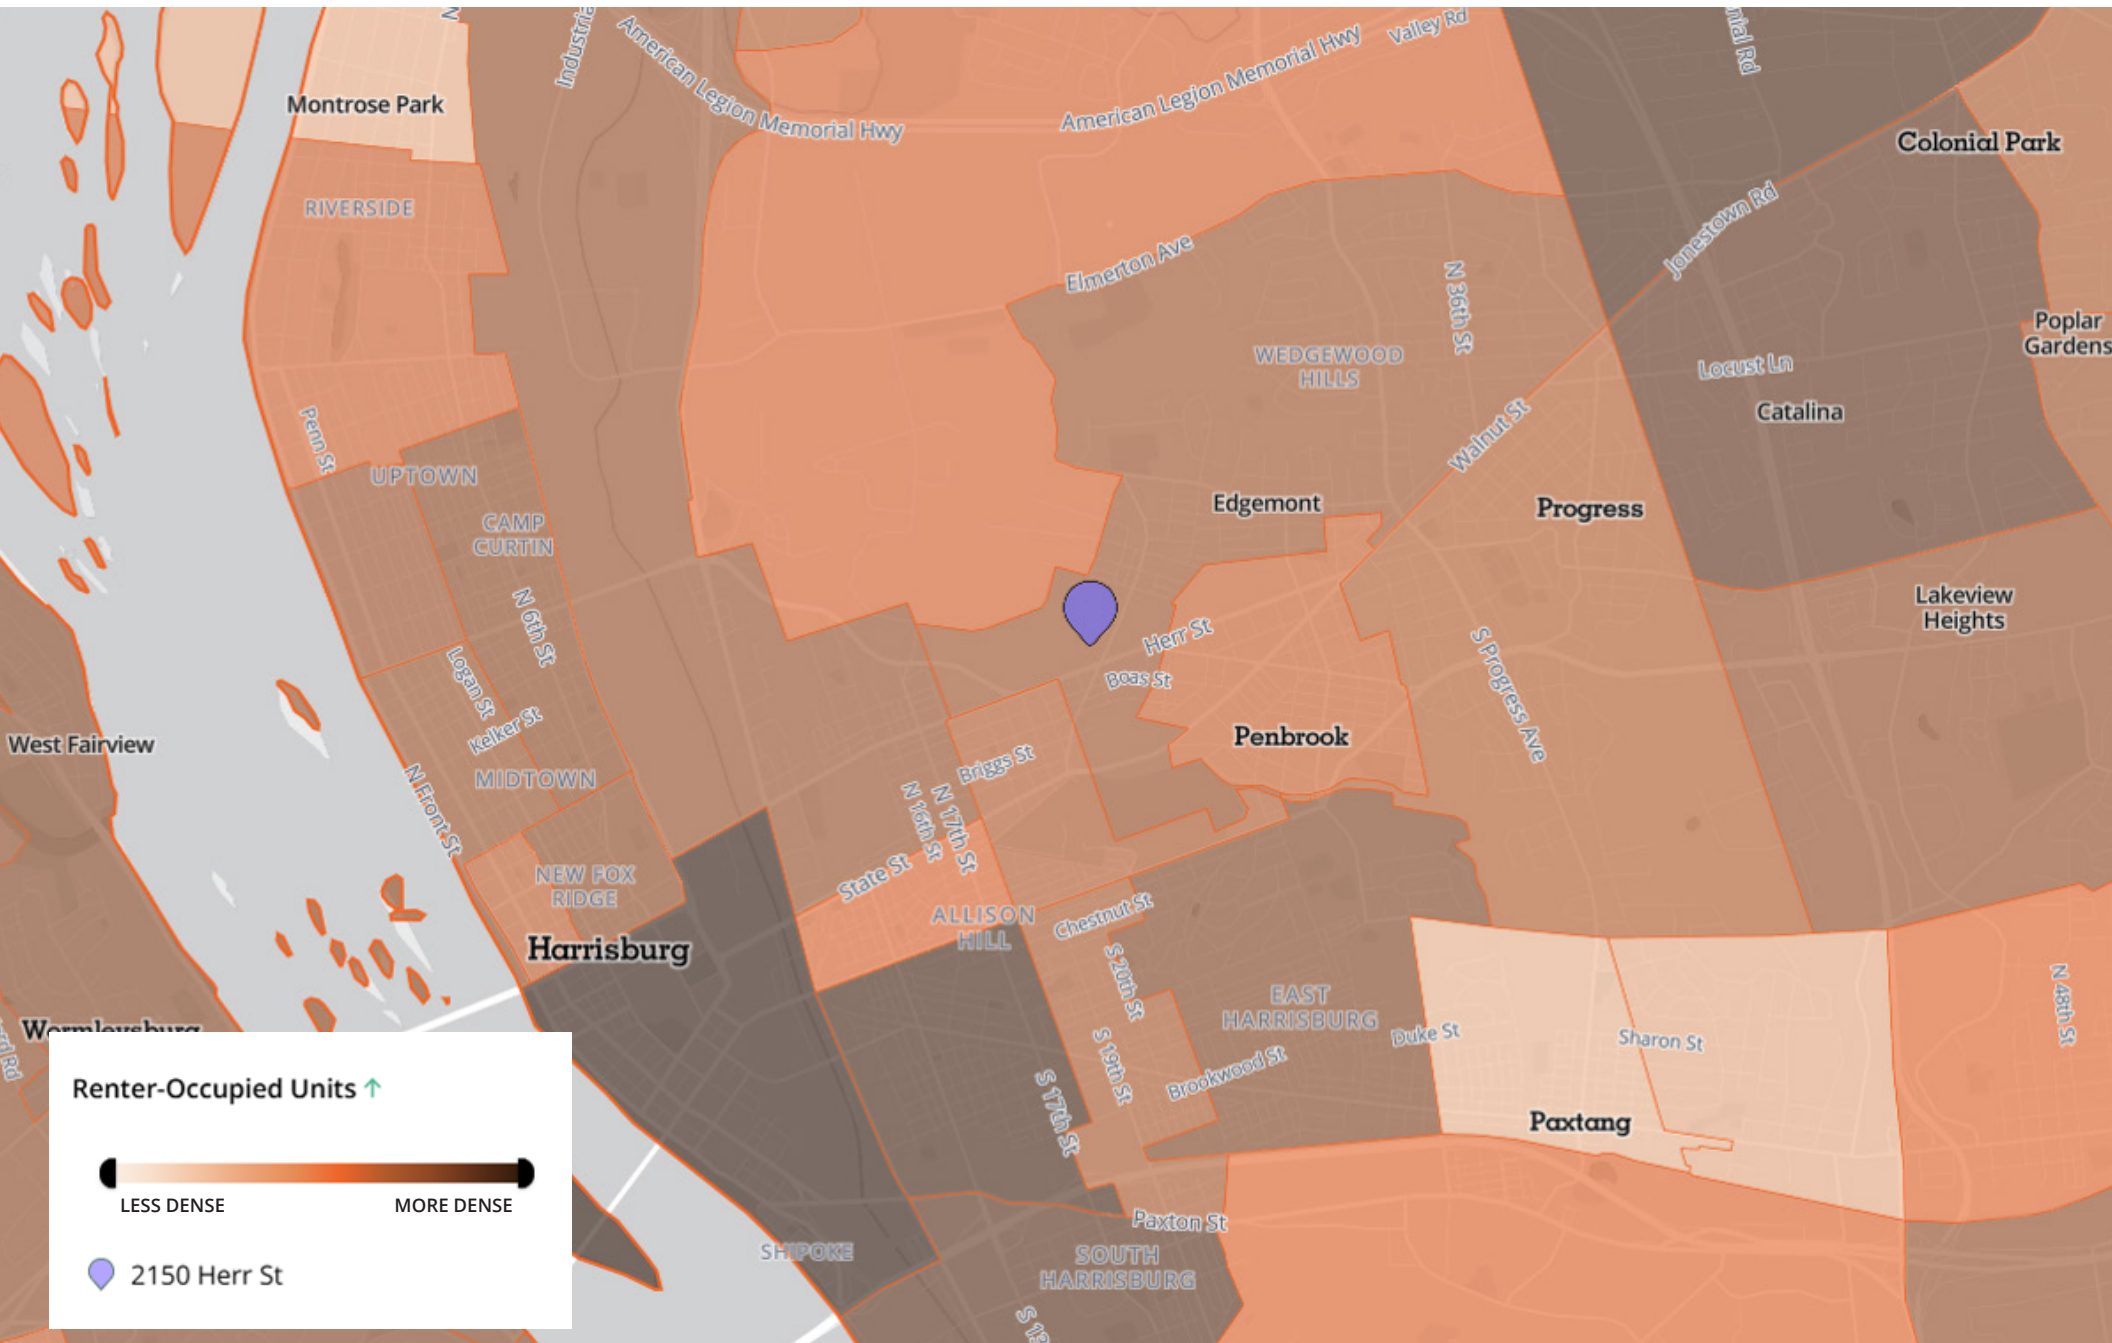 Industria
American Legion Memorial Hwy
American Legion Memorial Hwy
Valley Rd
nial Rd
Montrose Park
Colonial Park
RIVERSIDE
Jonestown Rd
Elmerton Ave
N 36th St
Poplar
Gardens
WEDGEWOOD
HILLS
Locust Ln
Catalina
Penn St
Walnut St
UPTOWN
Edgemont
Progress
CAMP
CURTIN
N 6th St
Lakeview
Heights
Herr St
S Progress Ave
Logan St
Boas St
Kelker St
West Fairview
Penbrook
MIDTOWN
Briggs St
N Front St
N 16th St
N 17th St
State St
NEW FOX
RIDGE
ALLISON
HILL
Chestnut St
Harrisburg
S 20th St
EAST
HARRISBURG
N 48th St
Wormleysburg
Duke St
Sharon St
S 19th St
Brookwood St
S 17th St
Paxtang
Paxton St
SHIPOKE
SOUTH
HARRISBURG
Renter-Occupied Units ↑
LESS DENSE
MORE DENSE
2150 Herr St